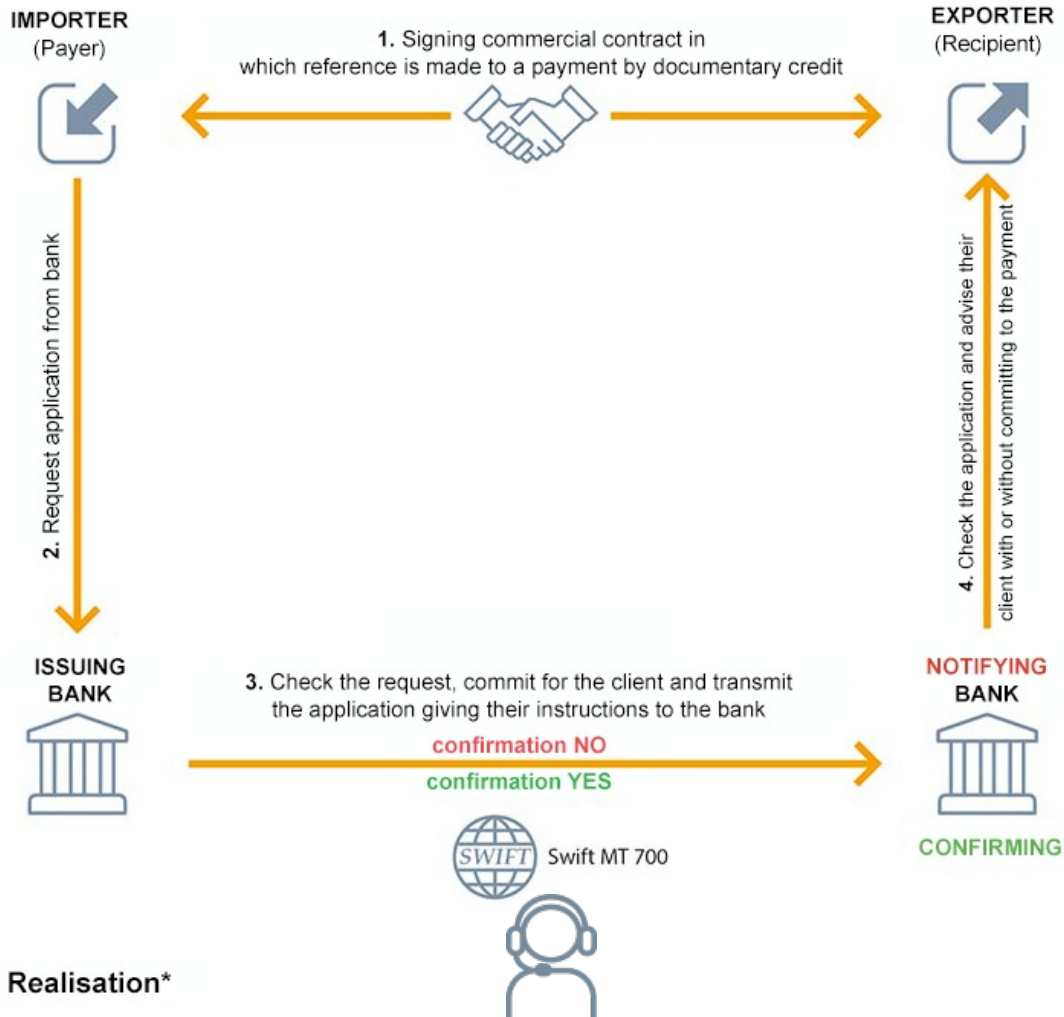 IMPORTER
(Payer)
EXPORTER
(Recipient)
1. Signing commercial contract in
which reference is made to a payment by documentary credit
2. Request application from bank
4. Check the application and advise their
client with or without committing to the payment
ISSUING
BANK
3. Check the request, commit for the client and transmit
the application giving their instructions to the bank
confirmation NO
confirmation YES
NOTIFYING
BANK
CONFIRMING
SWIFT
Swift MT 700
Realisation*